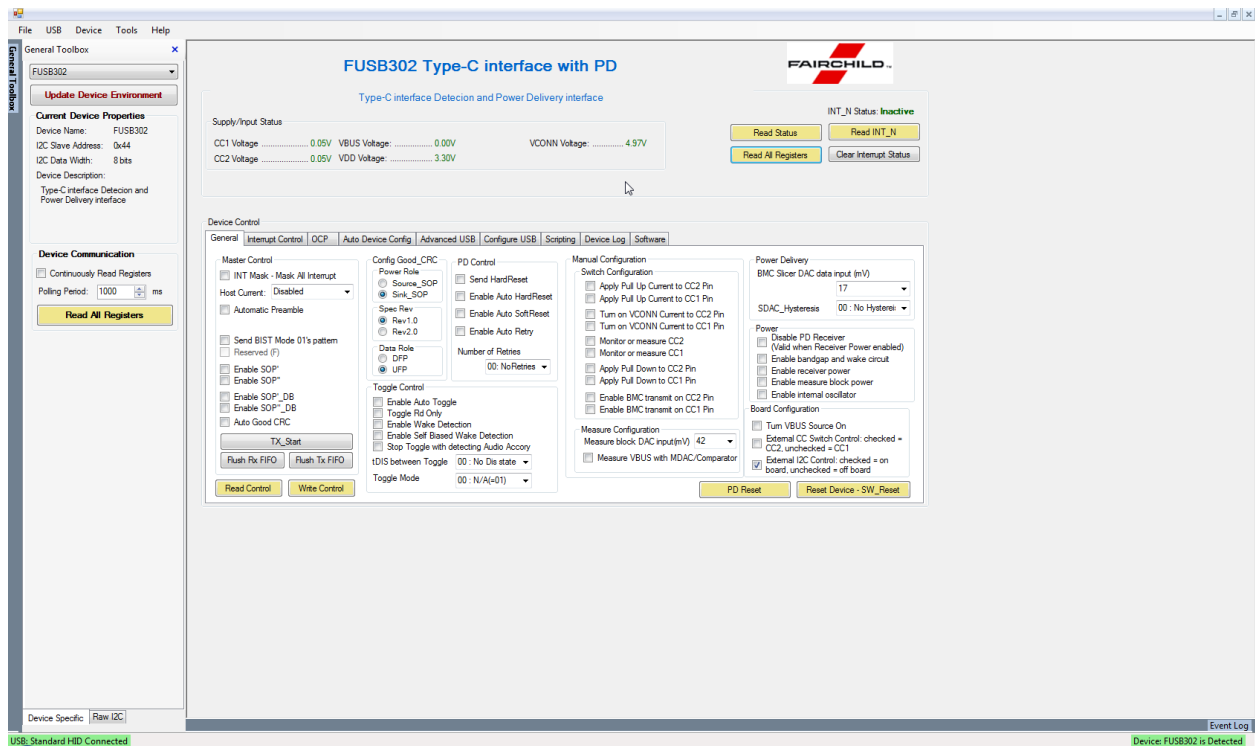 File USB Device Tools Help
General Toolbox
General Toolbox
FUSB302
Update Device Environment
Current Device Properties
Device Name: FUSB302
I2C Slave Address: 0x44
I2C Data Width: 8 bits
Device Description:
Type-C interface Detecion and
Power Delivery interface
Device Communication
Continuously Read Registers
Polling Period: 1000 ms
Read All Registers
Device Specific Raw I2C
FUSB302 Type-C interface with PD
FAIRCHILD
Type-C interface Detecion and Power Delivery interface
INT_N Status: Inactive
Supply/Input Status
CC1 Voltage .................... 0.05V VBUS Voltage: ................ 0.00V VCONN Voltage: ............. 4.97V
CC2 Voltage .................... 0.05V VDD Voltage: .................. 3.30V
Read Status Read INT_N
Read All Registers Clear Interrupt Status
Device Control
General Interrupt Control OCP Auto Device Config Advanced USB Configure USB Scripting Device Log Software
Master Control
INT Mask - Mask All Interrupt
Host Current: Disabled
Automatic Preamble
Send BIST Mode 01's pattern
Reserved (F)
Enable SOP'
Enable SOP"
Enable SOP'_DB
Enable SOP"_DB
Auto Good CRC
TX_Start
Flush Rx FIFO Flush Tx FIFO
Read Control Write Control
Config Good_CRC
Power Role
Source_SOP
Sink_SOP
Spec Rev
Rev1.0
Rev2.0
Data Role
DFP
UFP
PD Control
Send HardReset
Enable Auto HardReset
Enable Auto SoftReset
Enable Auto Retry
Number of Retries
00: NoRetries
Toggle Control
Enable Auto Toggle
Toggle Rd Only
Enable Wake Detection
Enable Self Biased Wake Detection
Stop Toggle with detecting Audio Accory
tDIS between Toggle 00 : No Dis state
Toggle Mode 00 : N/A(=01)
Manual Configuration
Switch Configuration
Apply Pull Up Current to CC2 Pin
Apply Pull Up Current to CC1 Pin
Turn on VCONN Current to CC2 Pin
Turn on VCONN Current to CC1 Pin
Monitor or measure CC2
Monitor or measure CC1
Apply Pull Down to CC2 Pin
Apply Pull Down to CC1 Pin
Enable BMC transmit on CC2 Pin
Enable BMC transmit on CC1 Pin
Measure Configuration
Measure block DAC input(mV) 42
Measure VBUS with MDAC/Comparator
Power Delivery
BMC Slicer DAC data input (mV)
17
SDAC_Hysteresis 00 : No Hysterei
Power
Disable PD Receiver
(Valid when Receiver Power enabled)
Enable bandgap and wake circuit
Enable receiver power
Enable measure block power
Enable internal oscillator
Board Configuration
Turn VBUS Source On
External CC Switch Control: checked =
CC2, unchecked = CC1
External I2C Control: checked = on
board, unchecked = off board
PD Reset Reset Device - SW_Reset
Event Log
USB: Standard HID Connected
Device: FUSB302 is Detected